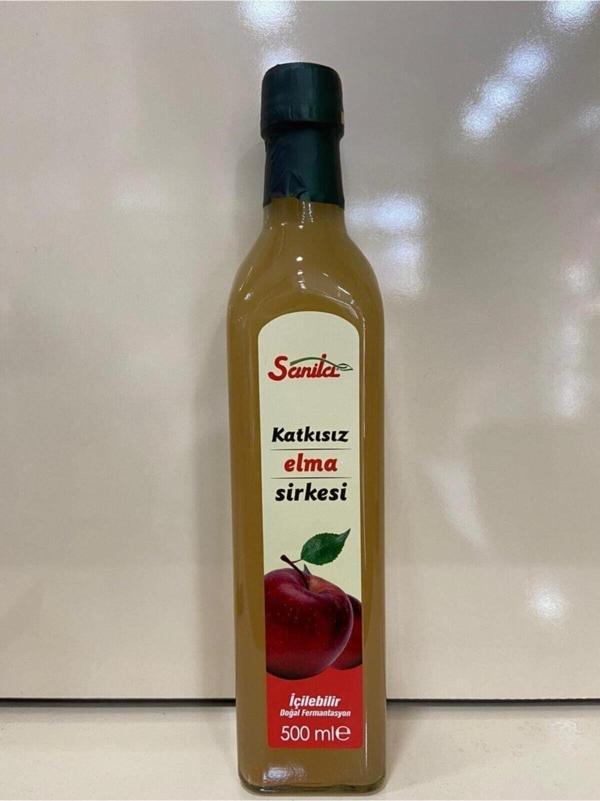 Sanila
Katkısız
elma
sirkesi
İçilebilir
Doğal Fermantasyon
500 ml℮